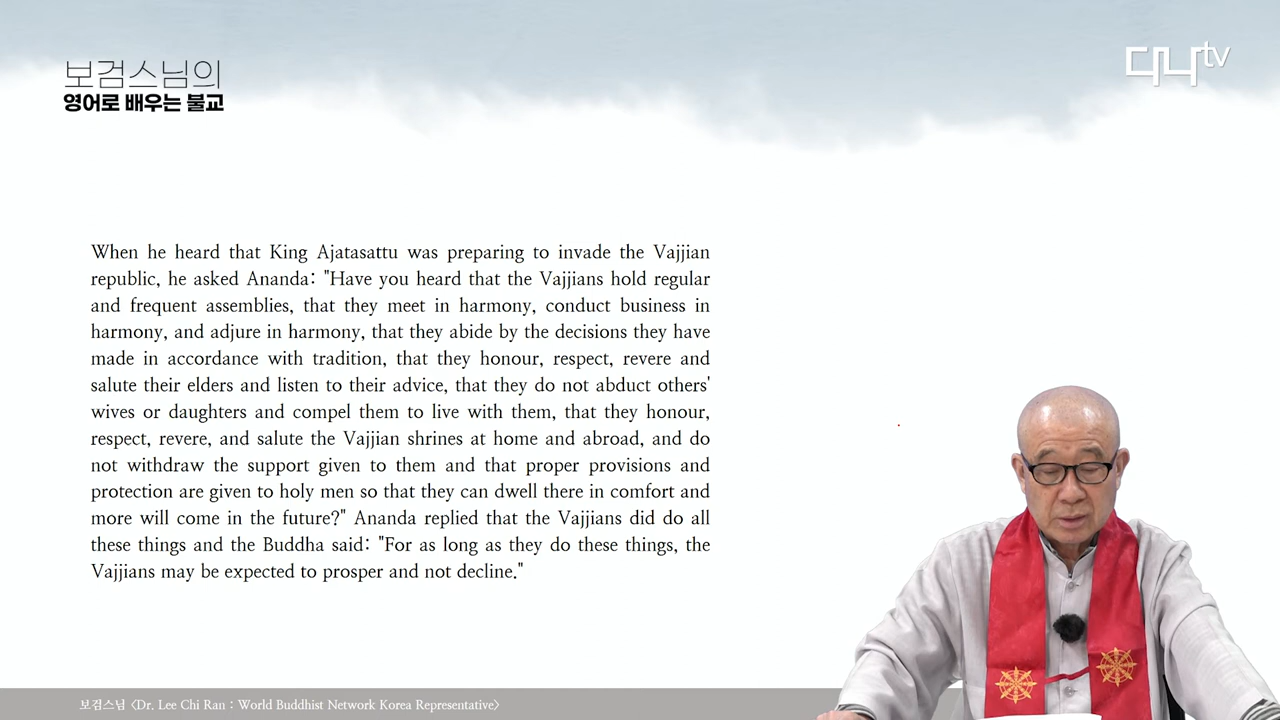 보검스님의
영어로 배우는 불교
디나tv
When he heard that King Ajatasattu was preparing to invade the Vajjian
republic, he asked Ananda: "Have you heard that the Vajjians hold regular
and frequent assemblies, that they meet in harmony, conduct business in
harmony, and adjure in harmony, that they abide by the decisions they have
made in accordance with tradition, that they honour, respect, revere and
salute their elders and listen to their advice, that they do not abduct others'
wives or daughters and compel them to live with them, that they honour,
respect, revere, and salute the Vajjian shrines at home and abroad, and do
not withdraw the support given to them and that proper provisions and
protection are given to holy men so that they can dwell there in comfort and
more will come in the future?" Ananda replied that the Vajjians did do all
these things and the Buddha said: "For as long as they do these things, the
Vajjians may be expected to prosper and not decline."
보검스님 〈Dr. Lee Chi Ran : World Buddhist Network Korea Representative〉